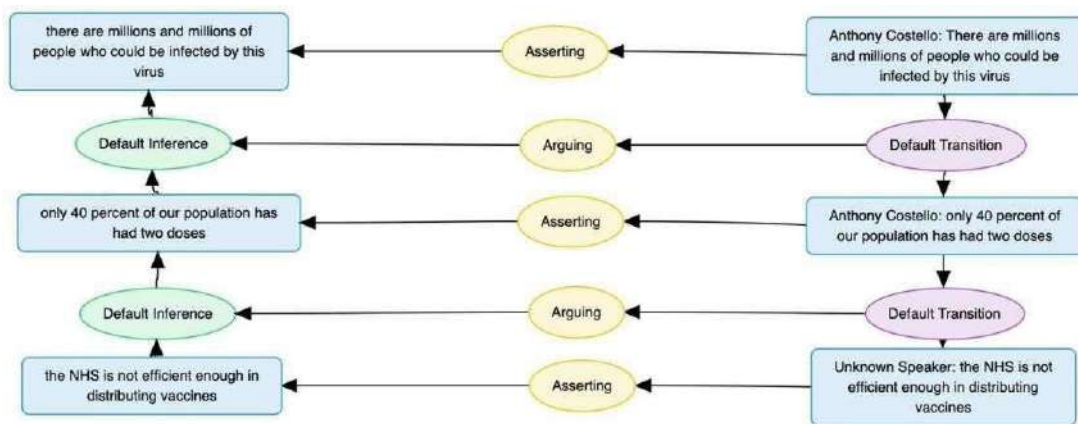 there are millions and millions of
people who could be infected by this
virus
Asserting
Anthony Costello: There are millions
and millions of people who could be
infected by this virus
Default Inference
Arguing
Default Transition
only 40 percent of our population has
had two doses
Asserting
Anthony Costello: only 40 percent of
our population has had two doses
Default Inference
Arguing
Default Transition
the NHS is not efficient enough in
distributing vaccines
Asserting
Unknown Speaker: the NHS is not
efficient enough in distributing
vaccines